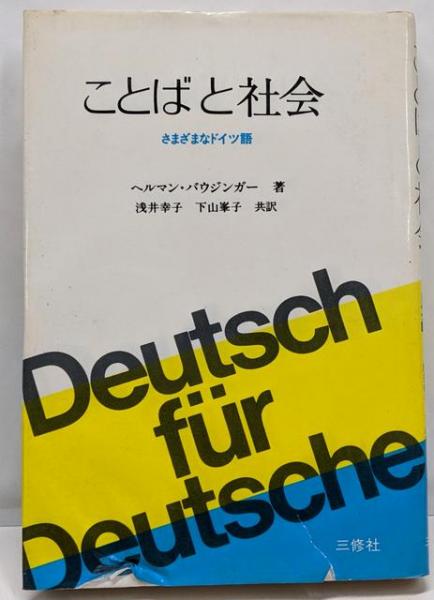 ことばと社会
さまざまなドイツ語
ヘルマン・バウジンガー 著
浅井幸子 下山峯子 共訳
Deutsch
für
Deutsche
三修社